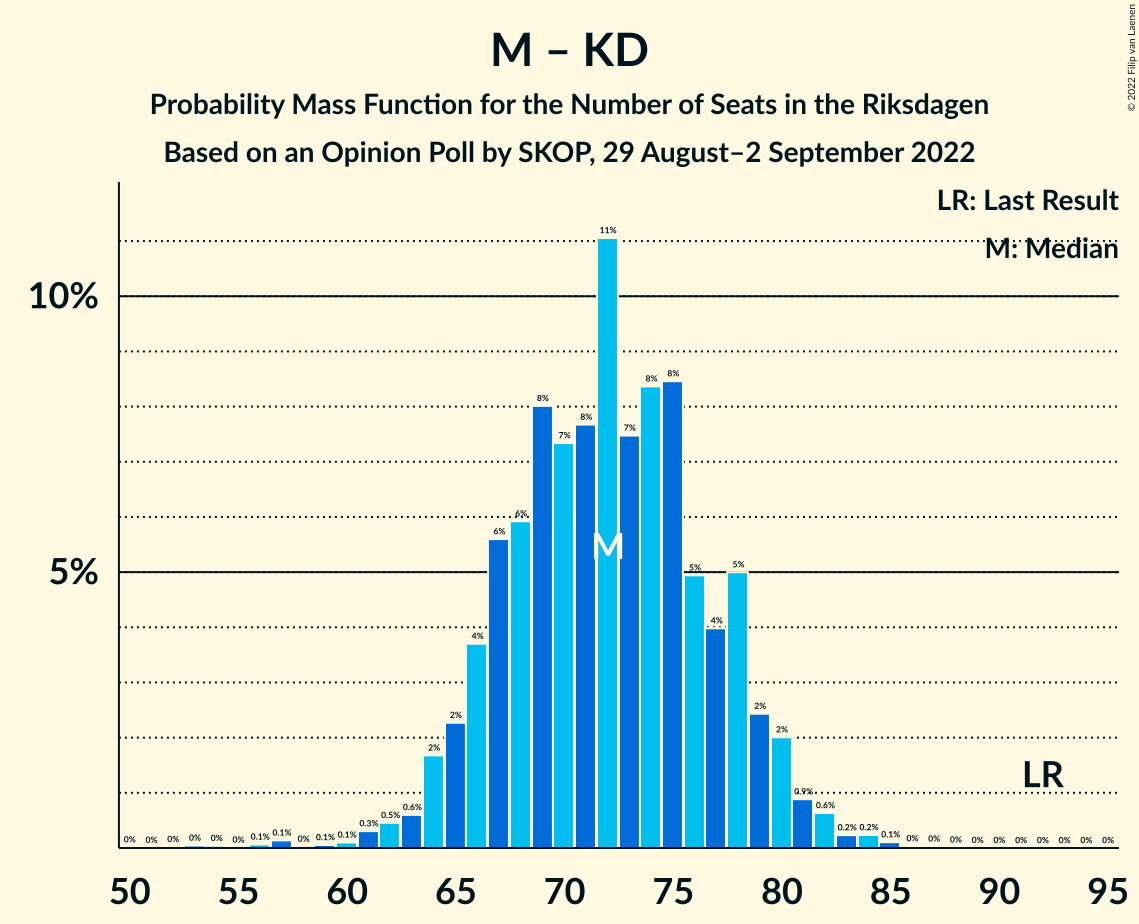 © 2022 Filip van Laenen
M – KD
Probability Mass Function for the Number of Seats in the Riksdagen
Based on an Opinion Poll by SKOP, 29 August–2 September 2022
LR: Last Result
M: Median
10%
5%
0% 0% 0% 0% 0% 0% 0.1% 0.1% 0% 0.1% 0.1% 0.3% 0.5% 0.6% 2% 2% 4% 6% 6% 8% 7% 8% 11% 7% 8% 8% 5% 4% 5% 2% 2% 0.9% 0.6% 0.2% 0.2% 0.1% 0% 0% 0% 0% 0% 0% 0% 0% 0% 0%
M
LR
50 55 60 65 70 75 80 85 90 95